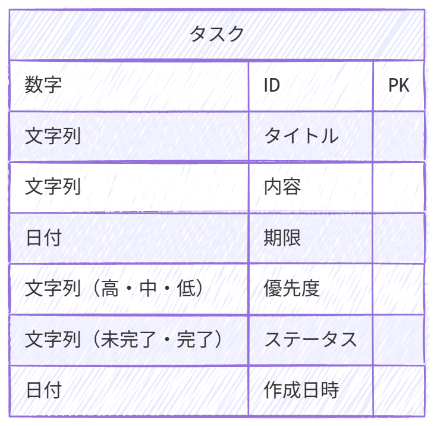 タスク
数字 ID PK
文字列 タイトル
文字列 内容
日付 期限
文字列（高・中・低） 優先度
文字列（未完了・完了） ステータス
日付 作成日時